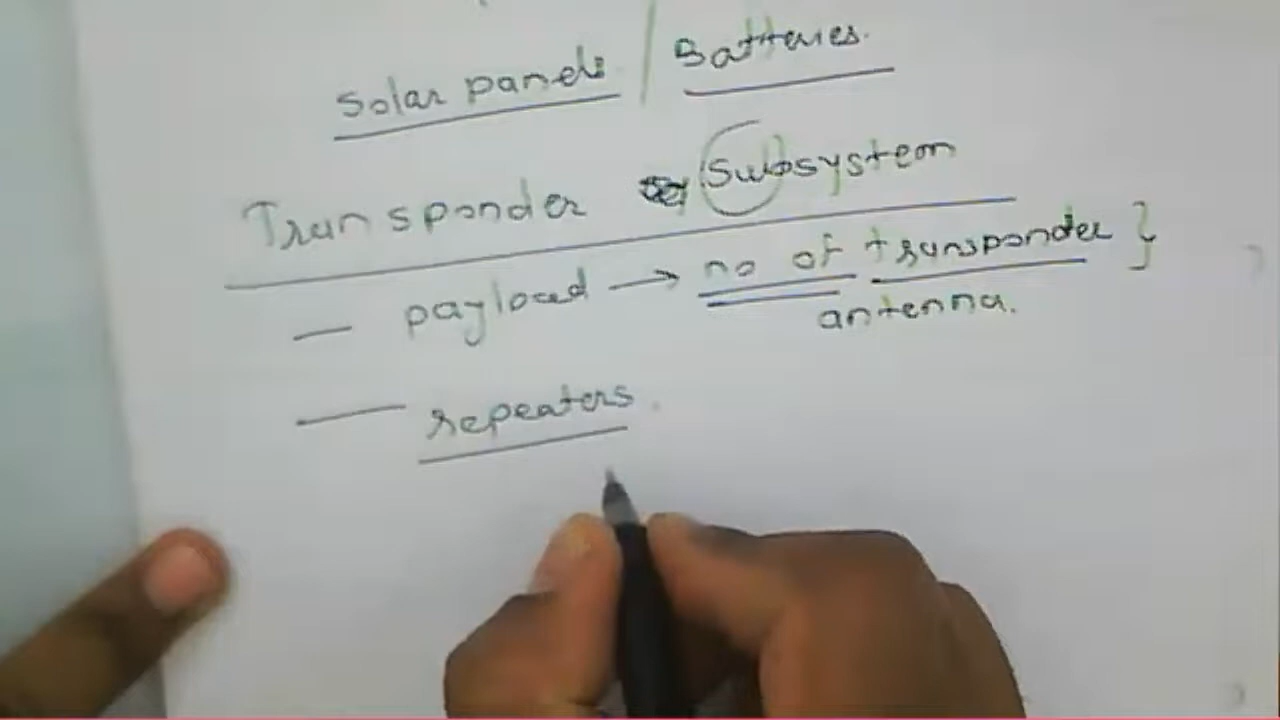 Solar panels / Batteries.
Transponder Subsystem
— payload → no of transponder }
antenna.
— repeaters.